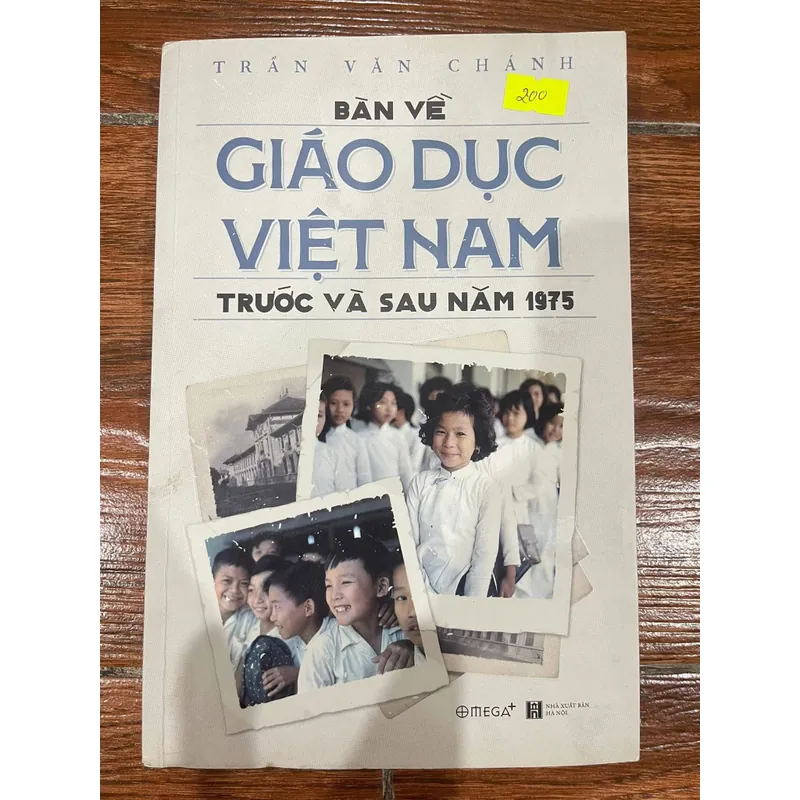 TRẦN VĂN CHÁNH
200
BÀN VỀ
GIÁO DỤC
VIỆT NAM
TRƯỚC VÀ SAU NĂM 1975
OMEGA+
NHÀ XUẤT BẢN
HÀ NỘI